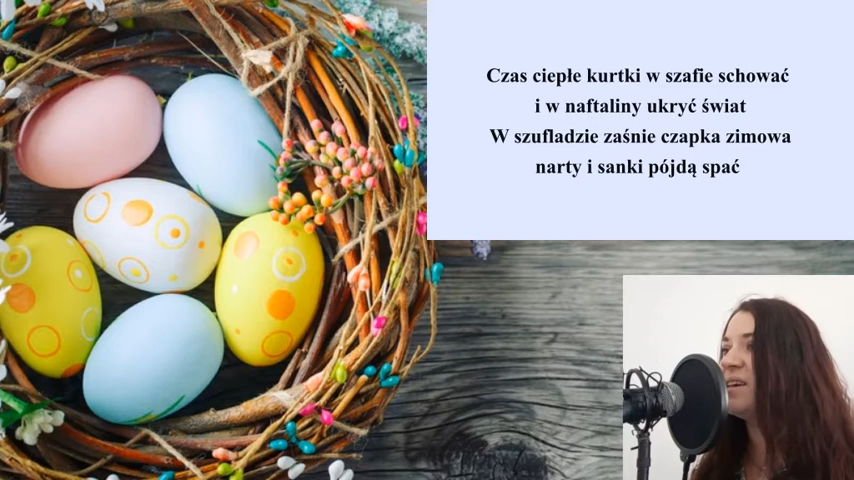 Czas ciepłe kurtki w szafie schować
i w naftaliny ukryć świat
W szufladzie zaśnie czapka zimowa
narty i sanki pójdą spać